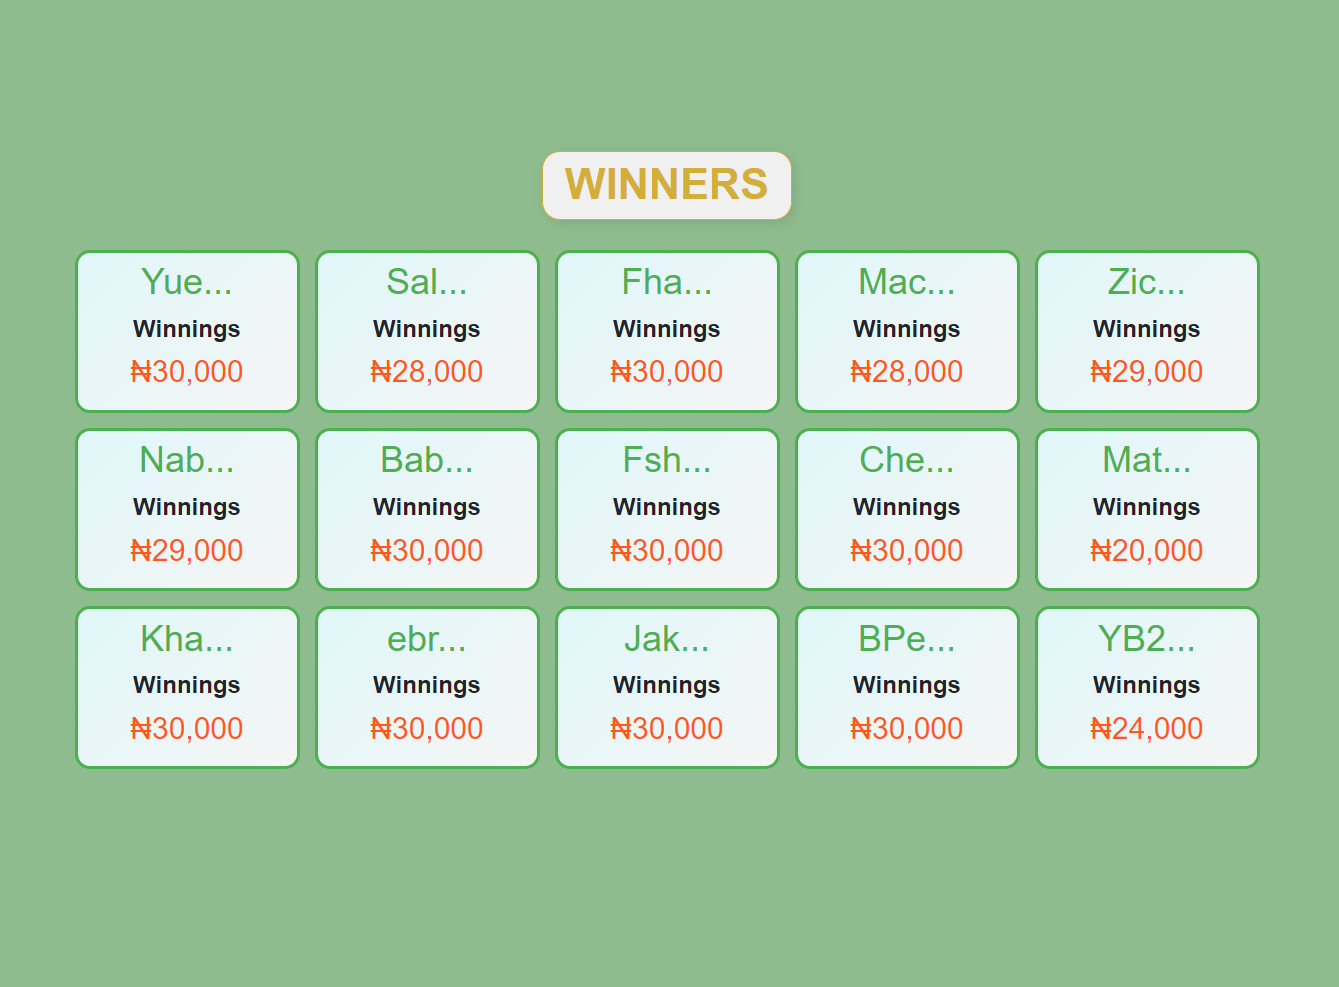 WINNERS
Yue...
Winnings
₦30,000
Sal...
Winnings
₦28,000
Fha...
Winnings
₦30,000
Mac...
Winnings
₦28,000
Zic...
Winnings
₦29,000
Nab...
Winnings
₦29,000
Bab...
Winnings
₦30,000
Fsh...
Winnings
₦30,000
Che...
Winnings
₦30,000
Mat...
Winnings
₦20,000
Kha...
Winnings
₦30,000
ebr...
Winnings
₦30,000
Jak...
Winnings
₦30,000
BPe...
Winnings
₦30,000
YB2...
Winnings
₦24,000